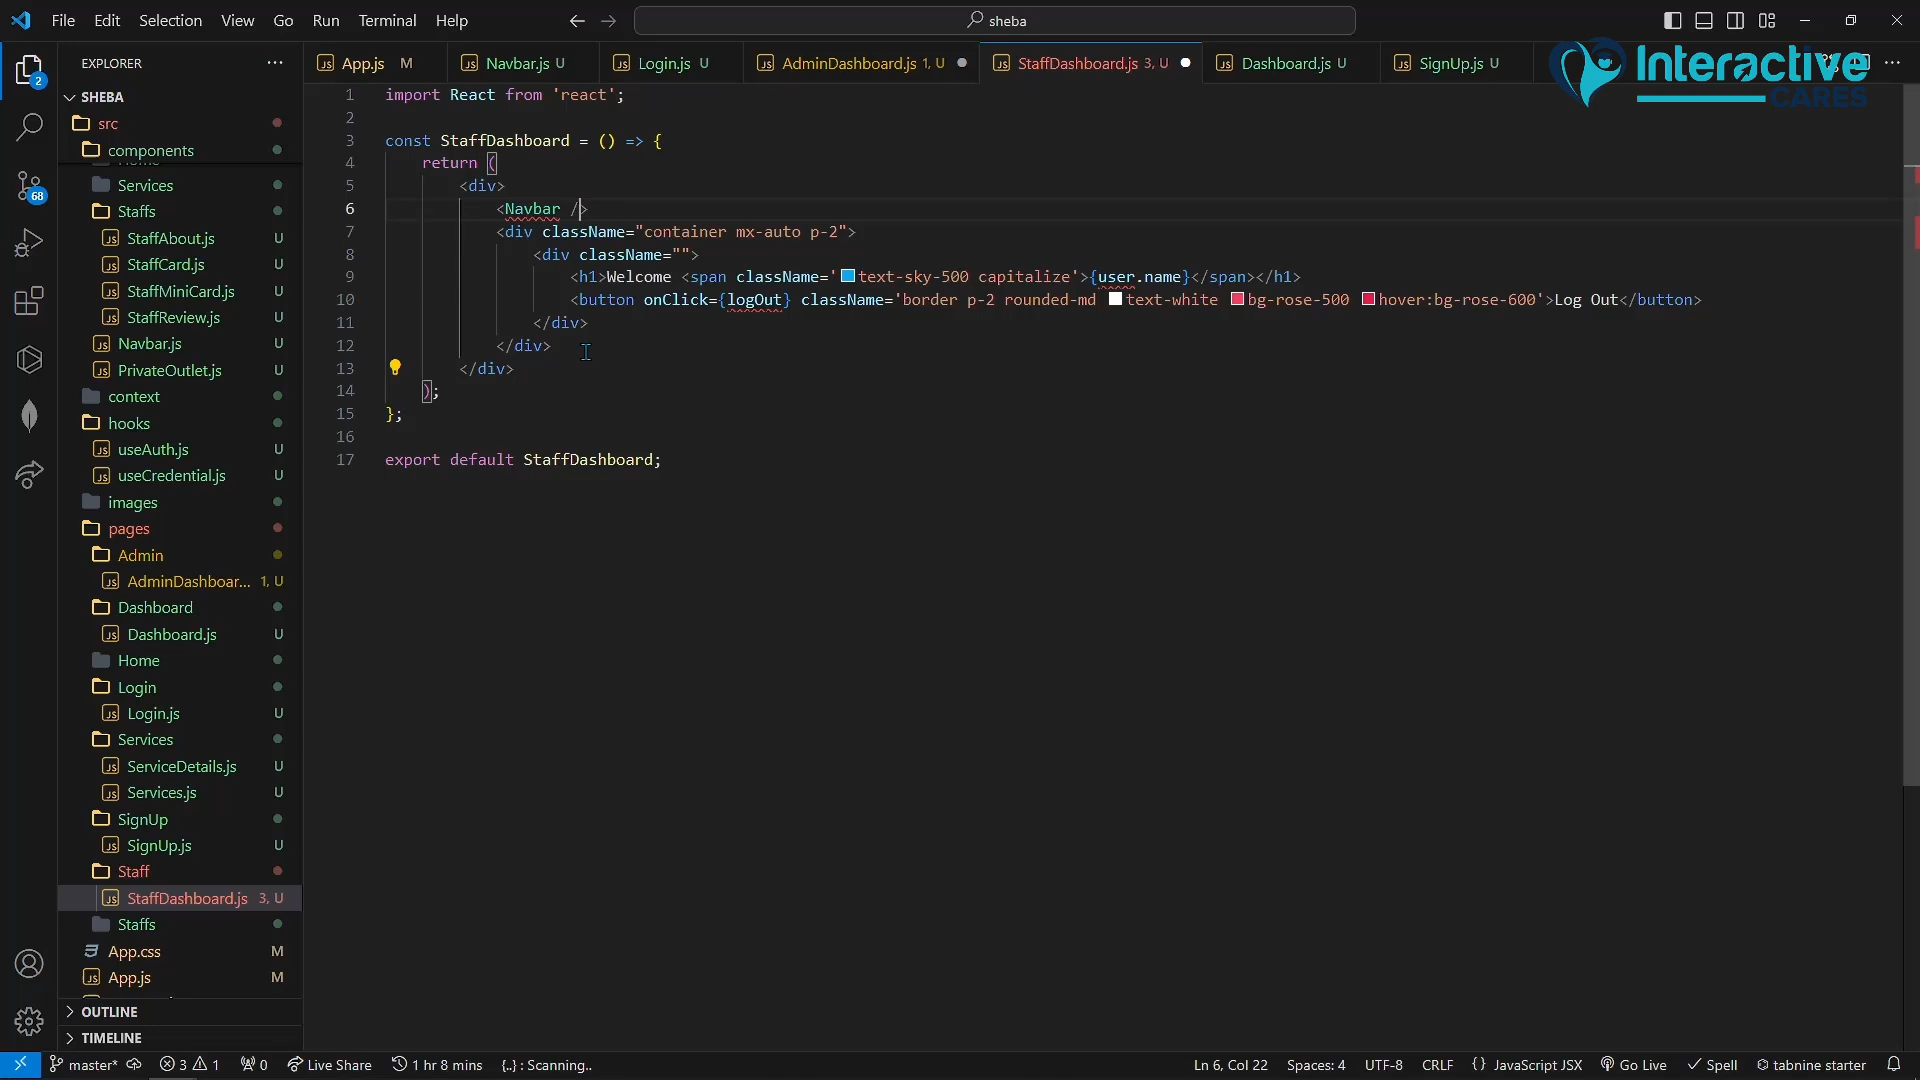 File Edit Selection View Go Run Terminal Help
sheba
EXPLORER
App.js M
Navbar.js U
Login.js U
AdminDashboard.js 1, U
StaffDashboard.js 3, U
Dashboard.js U
SignUp.js U
Interactive
CARES
SHEBA
src
components
Services
Staffs
StaffAbout.js U
StaffCard.js U
StaffMiniCard.js U
StaffReview.js U
Navbar.js U
PrivateOutlet.js U
context
hooks
useAuth.js U
useCredential.js U
images
pages
Admin
AdminDashboar... 1, U
Dashboard
Dashboard.js U
Home
Login
Login.js U
Services
ServiceDetails.js U
Services.js U
SignUp
SignUp.js U
Staff
StaffDashboard.js 3, U
Staffs
App.css M
App.js M
OUTLINE
TIMELINE
2
68
1 import React from 'react';
2
3 const StaffDashboard = () => {
4 return (
5 <div>
6 <Navbar />
7 <div className="container mx-auto p-2">
8 <div className="">
9 <h1>Welcome <span className='text-sky-500 capitalize'>{user.name}</span></h1>
10 <button onClick={logOut} className='border p-2 rounded-md text-white bg-rose-500 hover:bg-rose-600'>Log Out</button>
11 </div>
12 </div>
13 </div>
14 );
15 };
16
17 export default StaffDashboard;
master* 3 1 0 Live Share 1 hr 8 mins {..} : Scanning.. Ln 6, Col 22 Spaces: 4 UTF-8 CRLF {} JavaScript JSX Go Live Spell tabnine starter